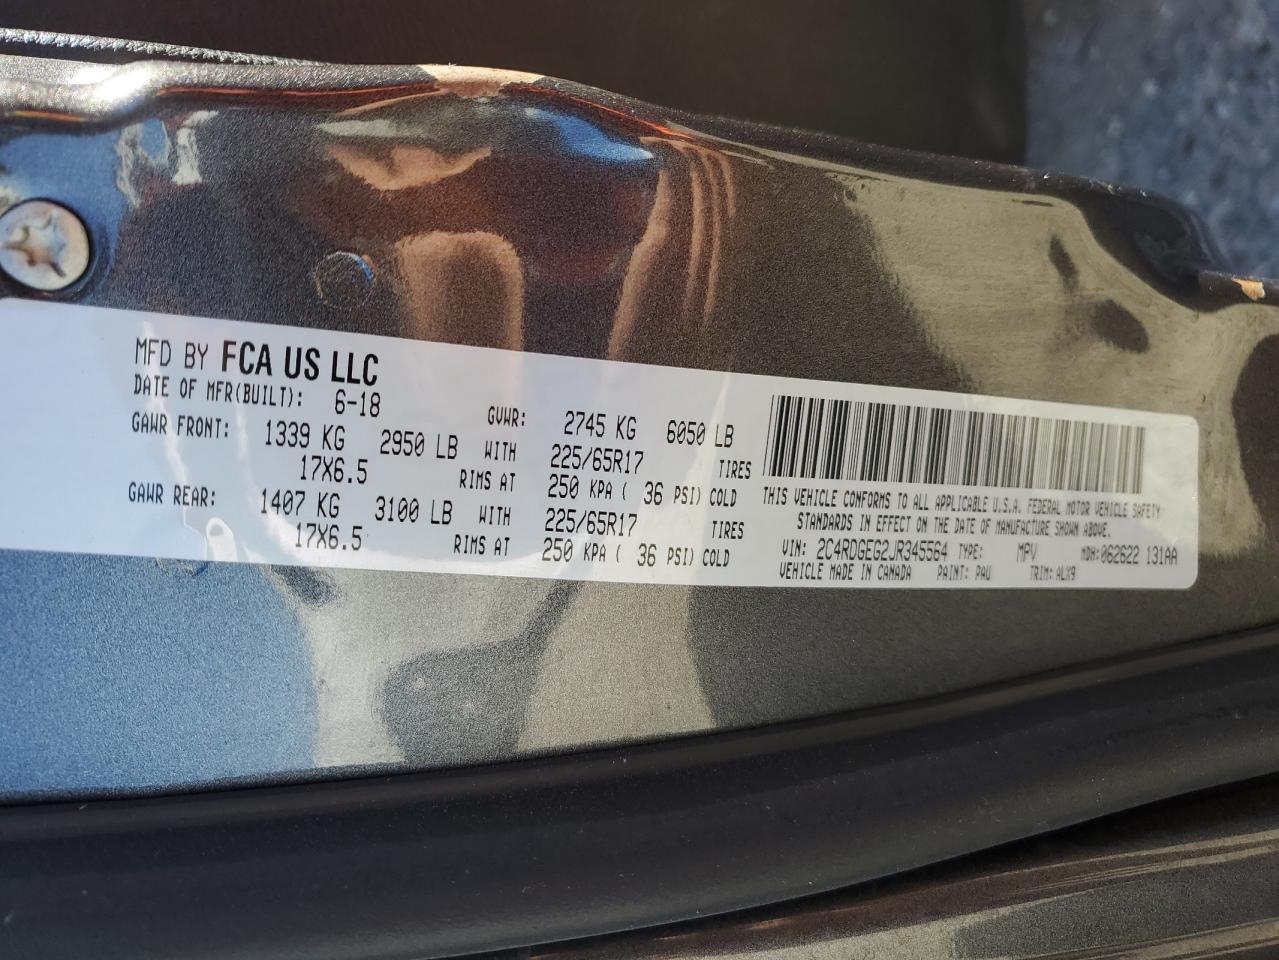 MFD BY FCA US LLC
DATE OF MFR(BUILT): 6-18 GVWR: 2745 KG 6050 LB
GAWR FRONT: 1339 KG 2950 LB WITH 225/65R17 TIRES
17X6.5 RIMS AT 250 KPA ( 36 PSI) COLD
GAWR REAR: 1407 KG 3100 LB WITH 225/65R17 TIRES
17X6.5 RIMS AT 250 KPA ( 36 PSI) COLD
THIS VEHICLE CONFORMS TO ALL APPLICABLE U.S.A. FEDERAL MOTOR VEHICLE SAFETY
STANDARDS IN EFFECT ON THE DATE OF MANUFACTURE SHOWN ABOVE.
VIN: 2C4RDGEG2JR345564 TYPE: MPV MDH: 062622 131AA
VEHICLE MADE IN CANADA PAINT: PAU TRIM: ALX9